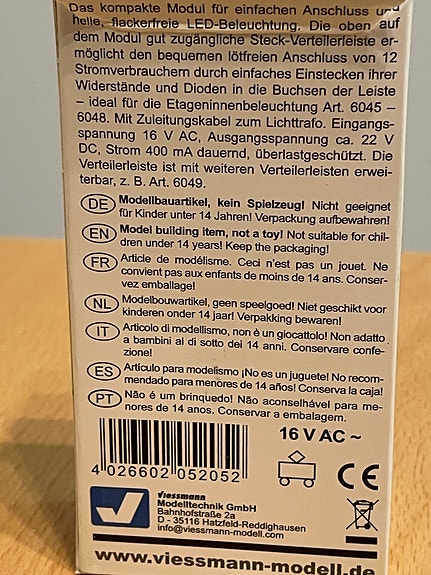 Das kompakte Modul für einfachen Anschluss und
helle, flackerfreie LED-Beleuchtung. Die oben auf
dem Modul gut zugängliche Steck-Verteilerleiste er-
möglicht den bequemen lötfreien Anschluss von 12
Stromverbrauchern durch einfaches Einstecken ihrer
Widerstände und Dioden in die Buchsen der Leiste
– ideal für die Etageninnenbeleuchtung Art. 6045 –
6048. Mit Zuleitungskabel zum Lichttrafo. Eingangs-
spannung 16 V AC, Ausgangsspannung ca. 22 V
DC, Strom 400 mA dauernd, überlastgeschützt. Die
Verteilerleiste ist mit weiteren Verteilerleisten erwei-
terbar, z. B. Art. 6049.
DE Modellbauartikel, kein Spielzeug! Nicht geeignet
für Kinder unter 14 Jahren! Verpackung aufbewahren!
EN Model building item, not a toy! Not suitable for chil-
dren under 14 years! Keep the packaging!
FR Article de modélisme. Ceci n'est pas un jouet. Ne
convient pas aux enfants de moins de 14 ans. Conser-
vez emballage!
NL Modelbouwartikel, geen speelgoed! Niet geschikt voor
kinderen onder 14 jaar! Verpakking bewaren!
IT Articolo di modellismo, non è un giocattolo! Non adatto
a bambini al di sotto dei 14 anni. Conservare confe-
zione!
ES Artículo para modelismo ¡No es un juguete! No recom-
mendado para menores de 14 años! Conserva la caja!
PT Não é um brinquedo! Não aconselhável para me-
nores de 14 anos. Conservar a embalagem.
4 026602 052052
16 V AC ~
CE
Viessmann
Modelltechnik GmbH
Bahnhofstraße 2a
D - 35116 Hatzfeld-Reddighausen
info@viessmann-modell.com
www.viessmann-modell.de